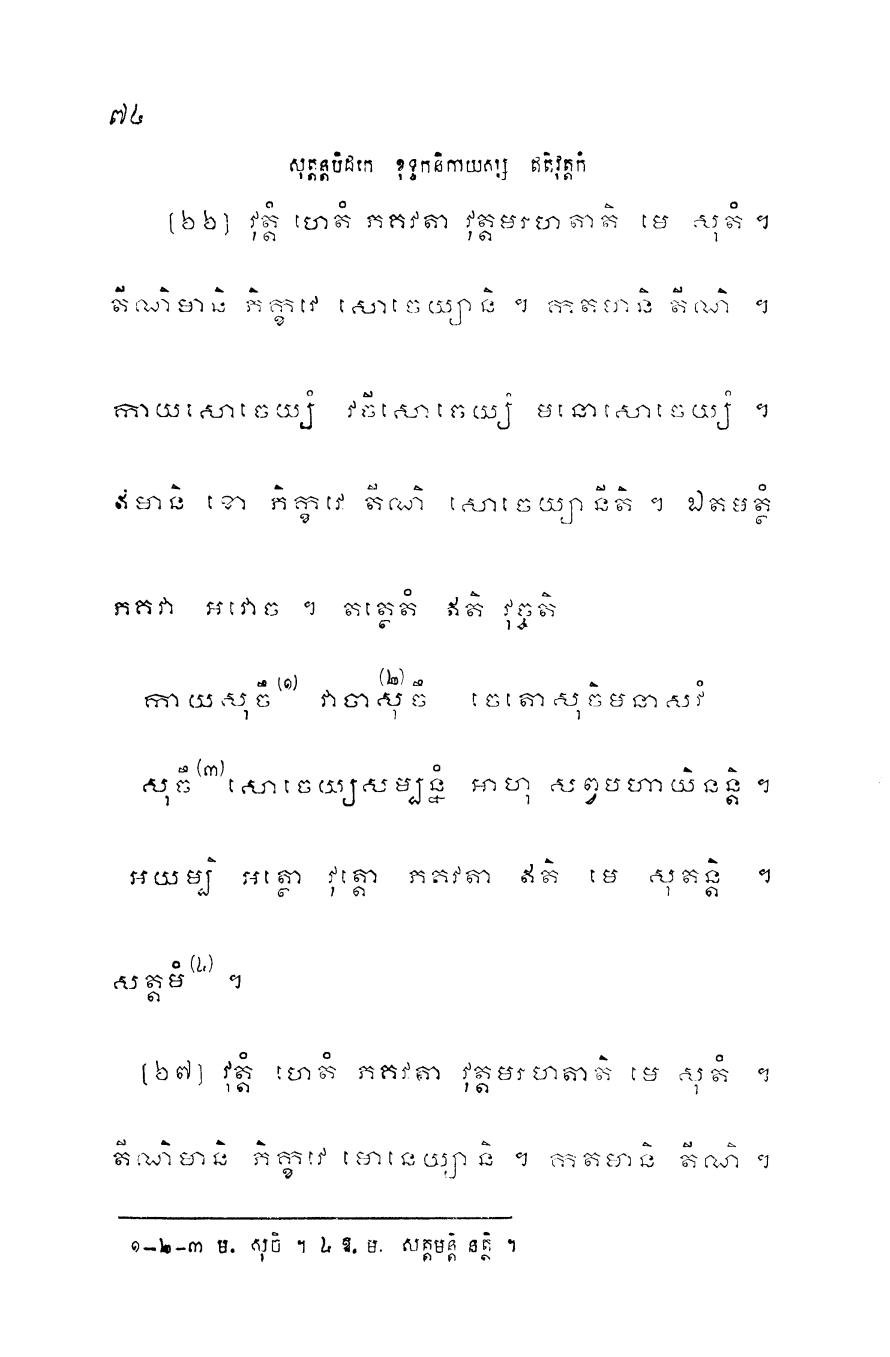 ៧៤
សុត្តន្តបិដកេ ខុទ្ទកនិកាយស្ស ឥតិវុត្តកំ
[៦៦] វុត្តំ ហេតំ ភគវតា វុត្តមរហតាតិ មេ សុតំ ។
តីណិមានិ ភិក្ខវេ សោចេយ្យានិ ។ កតមានិ តីណិ ។
កាយសោចេយ្យំ វចីសោចេយ្យំ មនោសោចេយ្យំ ។
ឥមានិ ខោ ភិក្ខវេ តីណិ សោចេយ្យានីតិ ។ ឯតមត្ថំ
ភគវា អវោច ។ តត្ថេតំ ឥតិ វុច្ចតិ
កាយសុចឹ (១) វាចាសុចឹ (២) ចេតោសុចិមនាសវំ
សុចឹ (៣) សោចេយ្យសម្បន្នំ អាហុ សព្វបហាយិនន្តិ ។
អយម្បិ អត្ថោ វុត្តោ ភគវតា ឥតិ មេ សុតន្តិ ។
សត្តមំ (៤) ។
[៦៧] វុត្តំ ហេតំ ភគវតា វុត្តមរហតាតិ មេ សុតំ ។
តីណិមានិ ភិក្ខវេ មោនេយ្យានិ ។ កតមានិ តីណិ ។
១-២-៣ ម. សុចិ ។ ៤ ឱ. ម. សត្តមន្តិ នត្ថិ ។